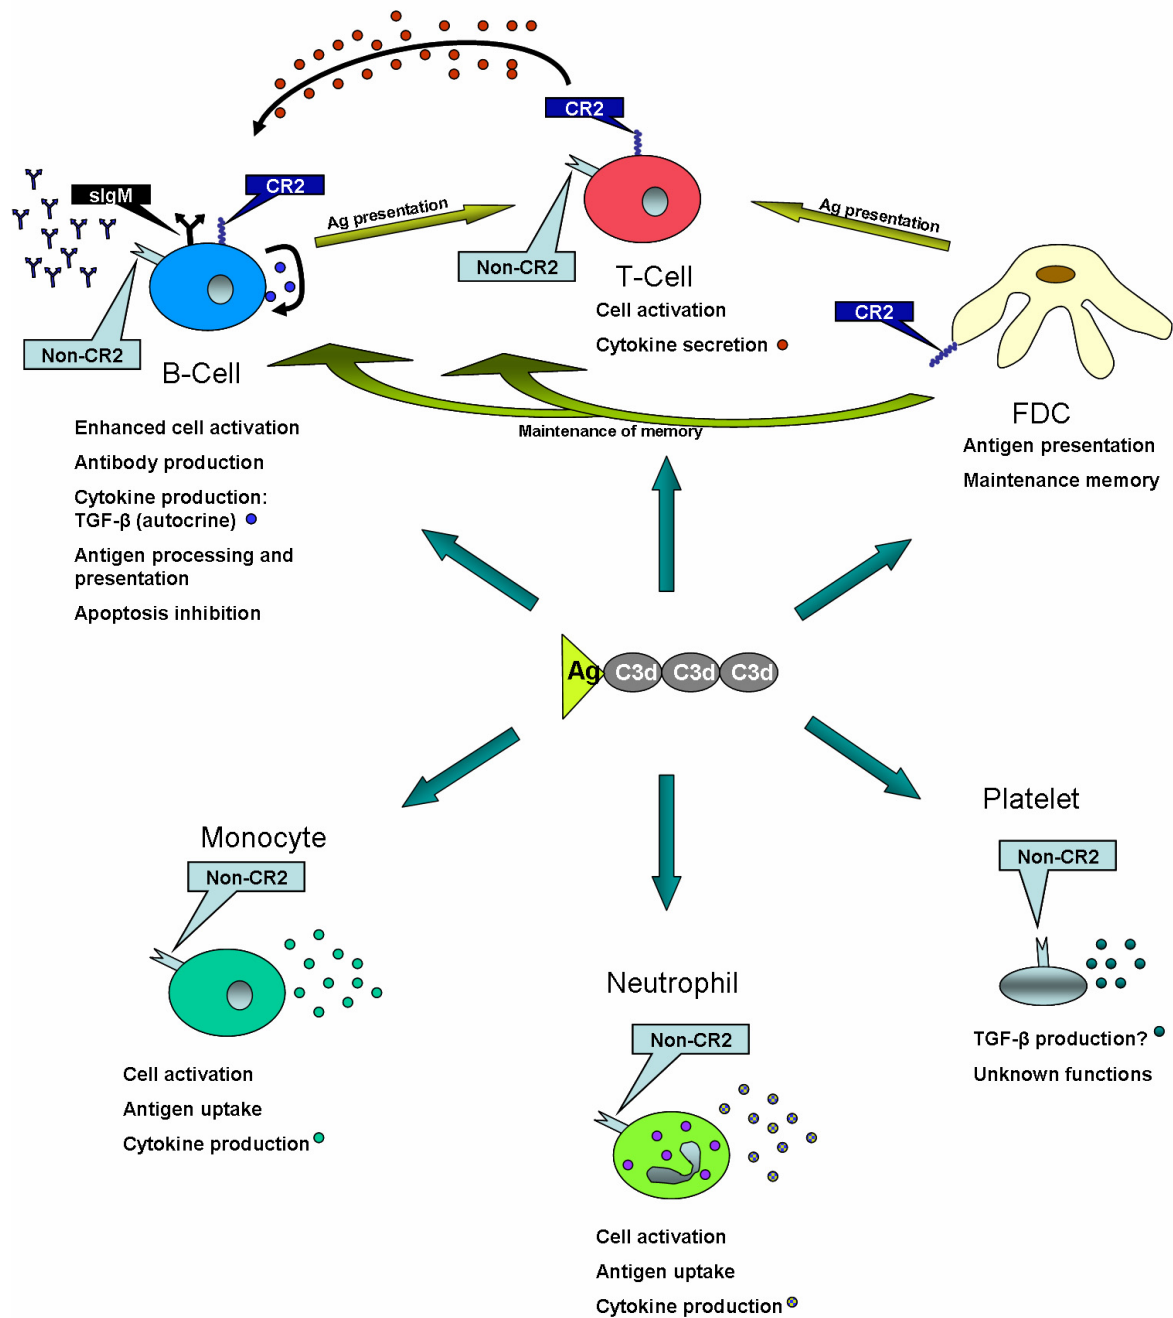 CR2
sIgM
CR2
Ag presentation
Ag presentation
Non-CR2
T-Cell
Cell activation
Cytokine secretion
CR2
Non-CR2
B-Cell
Enhanced cell activation
Antibody production
Cytokine production:
TGF-β (autocrine)
Antigen processing and
presentation
Apoptosis inhibition
Maintenance of memory
FDC
Antigen presentation
Maintenance memory
Ag C3d C3d C3d
Monocyte
Non-CR2
Cell activation
Antigen uptake
Cytokine production
Neutrophil
Non-CR2
Cell activation
Antigen uptake
Cytokine production
Platelet
Non-CR2
TGF-β production?
Unknown functions